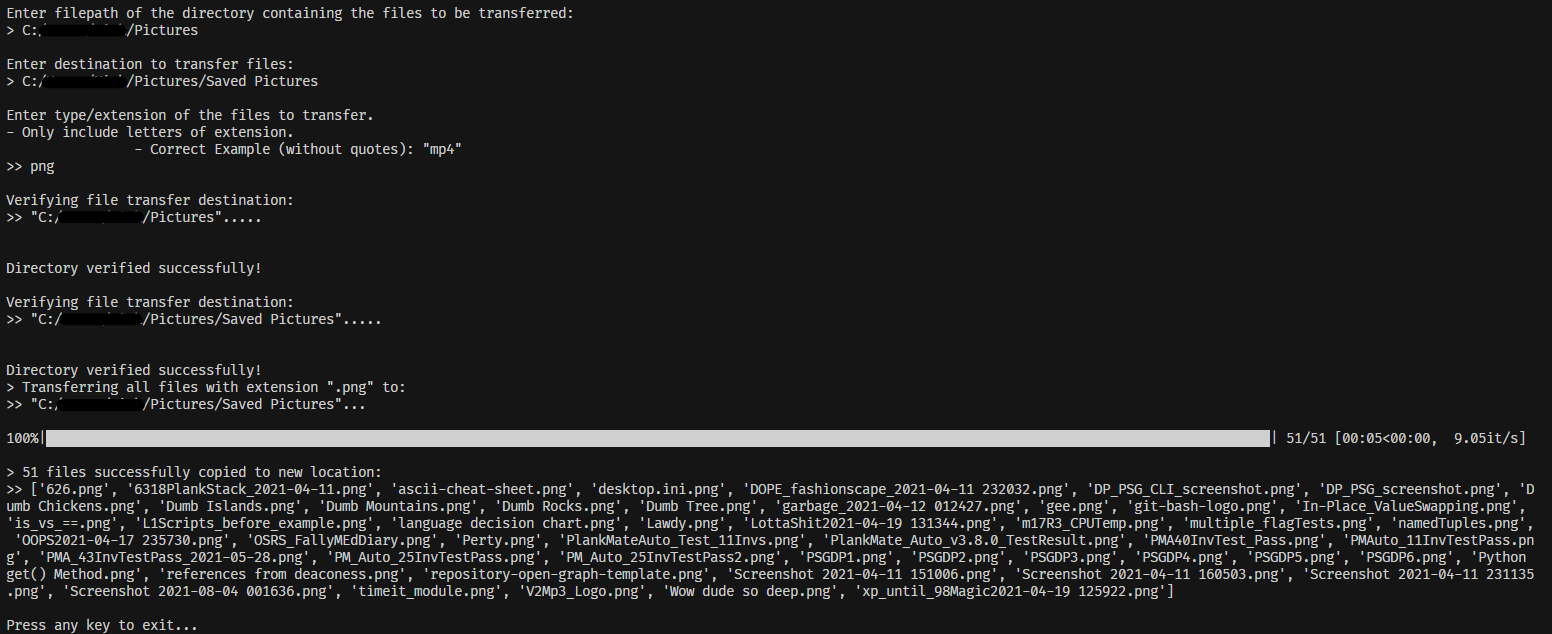 Enter filepath of the directory containing the files to be transferred:
> C:/ /Pictures
Enter destination to transfer files:
> C:/ /Pictures/Saved Pictures
Enter type/extension of the files to transfer.
- Only include letters of extension.
- Correct Example (without quotes): "mp4"
>> png
Verifying file transfer destination:
>> "C:/ /Pictures".....
Directory verified successfully!
Verifying file transfer destination:
>> "C:/ /Pictures/Saved Pictures".....
Directory verified successfully!
> Transferring all files with extension ".png" to:
>> "C:/ /Pictures/Saved Pictures"...
100%| | 51/51 [00:05<00:00, 9.05it/s]
> 51 files successfully copied to new location:
>> ['626.png', '6318PlankStack_2021-04-11.png', 'ascii-cheat-sheet.png', 'desktop.ini.png', 'DOPE_fashionscape_2021-04-11 232032.png', 'DP_PSG_CLI_screenshot.png', 'DP_PSG_screenshot.png', 'D
umb Chickens.png', 'Dumb Islands.png', 'Dumb Mountains.png', 'Dumb Rocks.png', 'Dumb Tree.png', 'garbage_2021-04-12 012427.png', 'gee.png', 'git-bash-logo.png', 'In-Place_ValueSwapping.png',
'is_vs_==.png', 'L1Scripts_before_example.png', 'language decision chart.png', 'Lawdy.png', 'LottaShit2021-04-19 131344.png', 'm17R3_CPUTemp.png', 'multiple_flagTests.png', 'namedTuples.png',
'OOPS2021-04-17 235730.png', 'OSRS_FallyMEdDiary.png', 'Perty.png', 'PlankMateAuto_Test_11Invs.png', 'PlankMate_Auto_v3.8.0_TestResult.png', 'PMA40InvTest_Pass.png', 'PMAuto_11InvTestPass.pn
g', 'PMA_43InvTestPass_2021-05-28.png', 'PM_Auto_25InvTestPass.png', 'PM_Auto_25InvTestPass2.png', 'PSGDP1.png', 'PSGDP2.png', 'PSGDP3.png', 'PSGDP4.png', 'PSGDP5.png', 'PSGDP6.png', 'Python
get() Method.png', 'references from deaconess.png', 'repository-open-graph-template.png', 'Screenshot 2021-04-11 151006.png', 'Screenshot 2021-04-11 160503.png', 'Screenshot 2021-04-11 231135
.png', 'Screenshot 2021-08-04 001636.png', 'timeit_module.png', 'V2Mp3_Logo.png', 'Wow dude so deep.png', 'xp_until_98Magic2021-04-19 125922.png']
Press any key to exit...